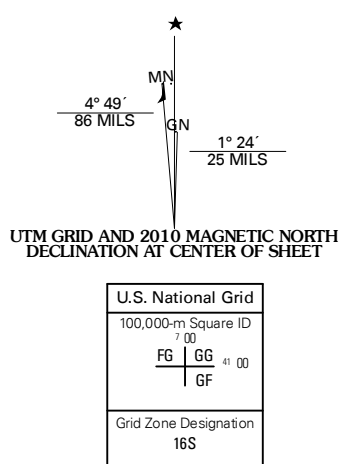 ★
MN
4° 49´
86 MILS
GN
1° 24´
25 MILS
UTM GRID AND 2010 MAGNETIC NORTH
DECLINATION AT CENTER OF SHEET
U.S. National Grid
100,000-m Square ID
7 00
FG GG 41 00
GF
Grid Zone Designation
16S